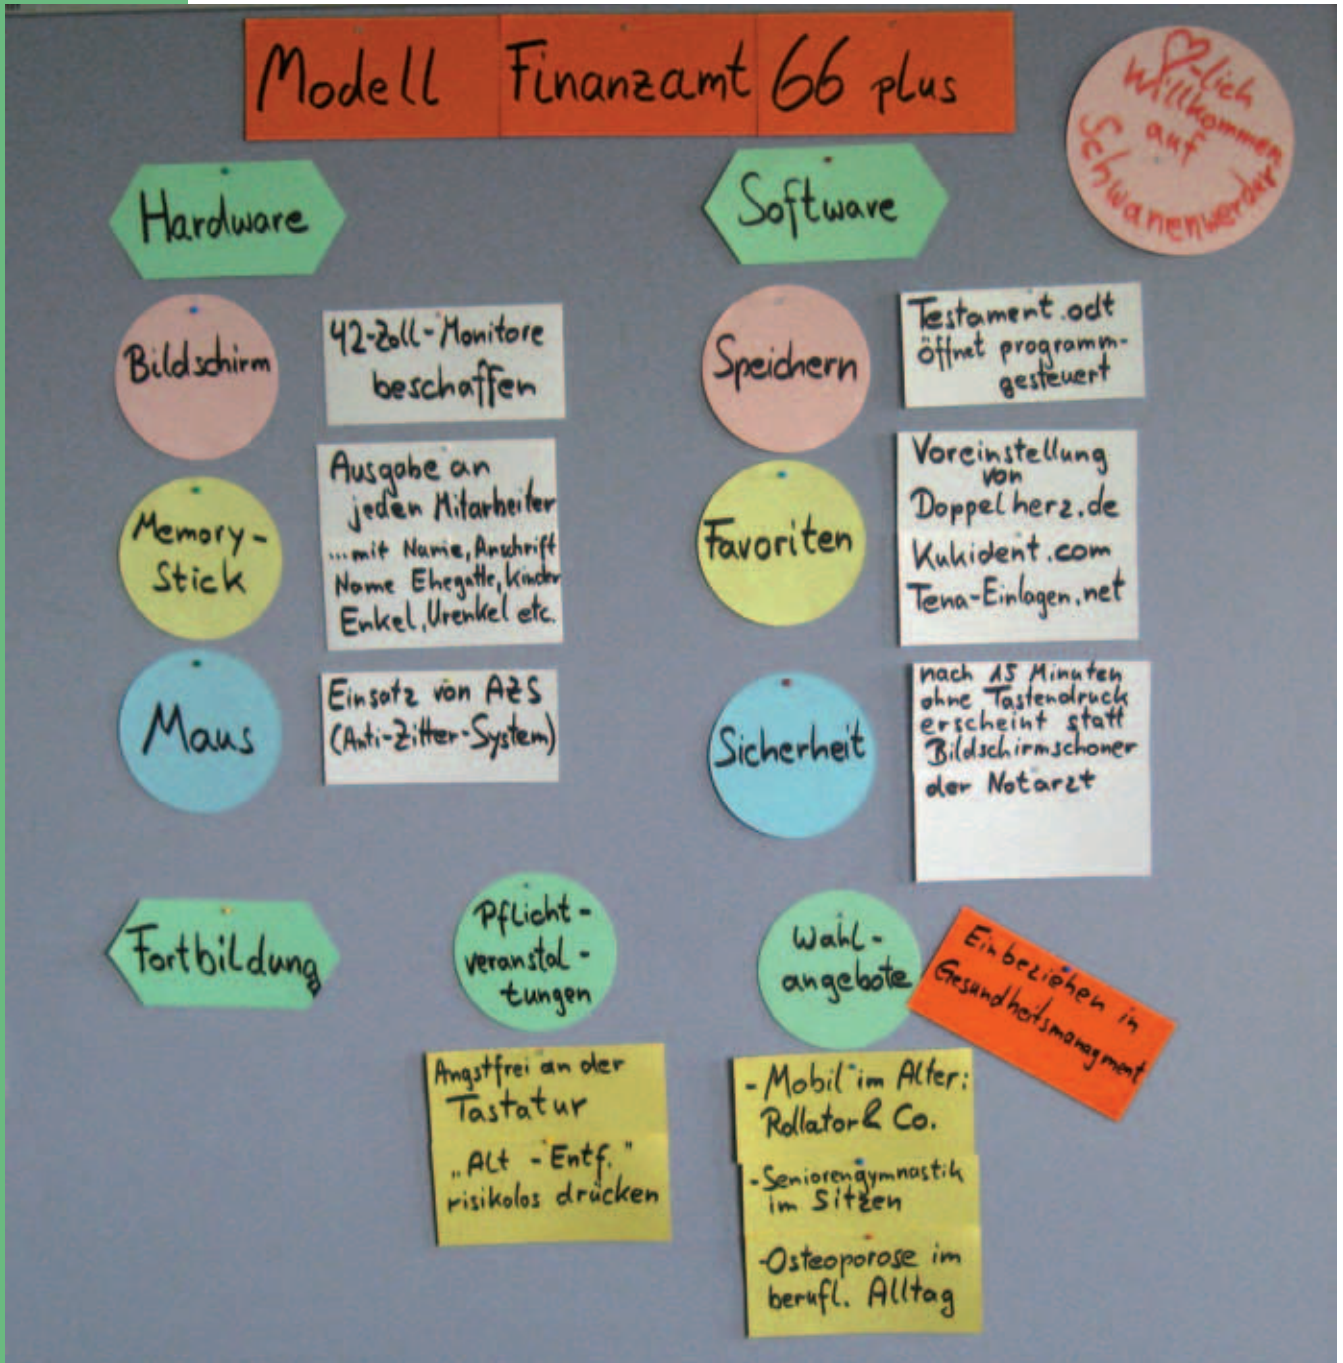 Modell Finanzamt 66 plus
♡-lich
Willkommen
auf
Schwanenwerder
Hardware
Bildschirm
42-Zoll-Monitore
beschaffen
Memory-
Stick
Ausgabe an
jeden Mitarbeiter
...mit Name, Anschrift
Name Ehegatte, Kinder
Enkel, Urenkel etc.
Maus
Einsatz von AZS
(Anti-Zitter-System)
Software
Speichern
Testament.odt
öffnet programm-
gesteuert
Favoriten
Voreinstellung
von
Doppelherz.de
Kukident.com
Tena-Einlagen.net
Sicherheit
nach 15 Minuten
ohne Tastendruck
erscheint statt
Bildschirmschoner
der Notarzt
Fortbildung
Pflicht-
veranstal-
tungen
Angstfrei an der
Tastatur
„Alt - Entf."
risikolos drücken
Wahl-
angebote
Einbeziehen in
Gesundheitsmanagment
- Mobil im Alter:
Rollator & Co.
- Seniorengymnastik
im Sitzen
- Osteoporose im
berufl. Alltag